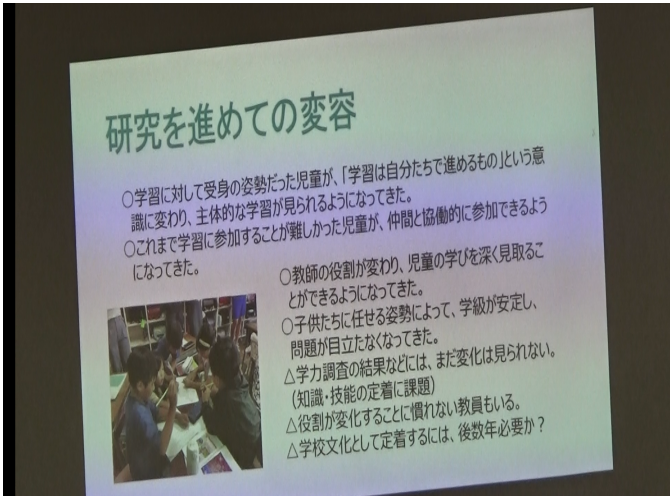 研究を進めての変容
○学習に対して受身の姿勢だった児童が、「学習は自分たちで進めるもの」という意
識に変わり、主体的な学習が見られるようになってきた。
○これまで学習に参加することが難しかった児童が、仲間と協働的に参加できるよう
になってきた。
○教師の役割が変わり、児童の学びを深く見取るこ
とができるようになってきた。
○子供たちに任せる姿勢によって、学級が安定し、
問題が目立たなくなってきた。
△学力調査の結果などには、まだ変化は見られない。
（知識・技能の定着に課題）
△役割が変化することに慣れない教員もいる。
△学校文化として定着するには、後数年必要か？